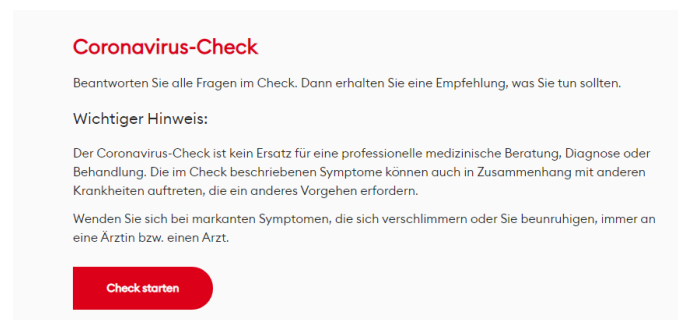 Coronavirus-Check
Beantworten Sie alle Fragen im Check. Dann erhalten Sie eine Empfehlung, was Sie tun sollten.
Wichtiger Hinweis:
Der Coronavirus-Check ist kein Ersatz für eine professionelle medizinische Beratung, Diagnose oder
Behandlung. Die im Check beschriebenen Symptome können auch in Zusammenhang mit anderen
Krankheiten auftreten, die ein anderes Vorgehen erfordern.
Wenden Sie sich bei markanten Symptomen, die sich verschlimmern oder Sie beunruhigen, immer an
eine Ärztin bzw. einen Arzt.
Check starten